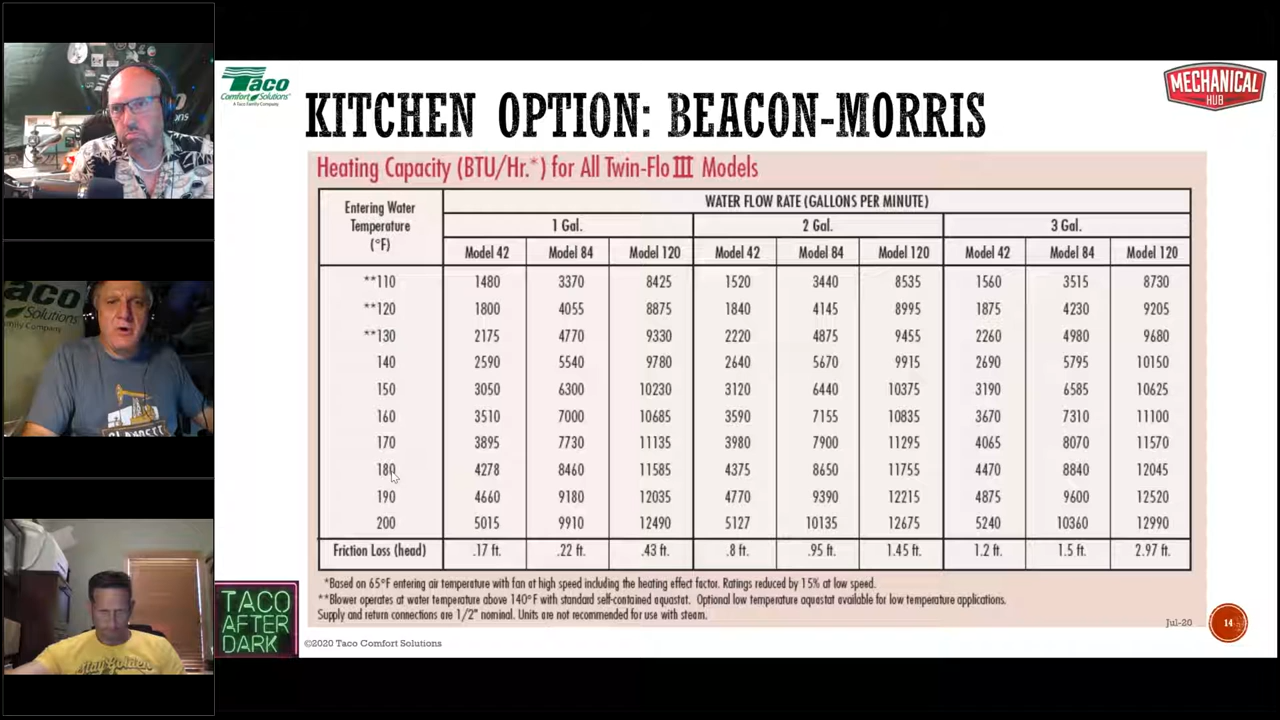 Taco
Comfort Solutions
A Taco Family Company
MECHANICAL
HUB
KITCHEN OPTION: BEACON-MORRIS
Heating Capacity (BTU/Hr.*) for All Twin-Flo III Models
Entering Water Temperature (°F) WATER FLOW RATE (GALLONS PER MINUTE)
1 Gal. 2 Gal. 3 Gal.
Model 42 Model 84 Model 120 Model 42 Model 84 Model 120 Model 42 Model 84 Model 120
**110 1480 3370 8425 1520 3440 8535 1560 3515 8730
**120 1800 4055 8875 1840 4145 8995 1875 4230 9205
**130 2175 4770 9330 2220 4875 9455 2260 4980 9680
140 2590 5540 9780 2640 5670 9915 2690 5795 10150
150 3050 6300 10230 3120 6440 10375 3190 6585 10625
160 3510 7000 10685 3590 7155 10835 3670 7310 11100
170 3895 7730 11135 3980 7900 11295 4065 8070 11570
180 4278 8460 11585 4375 8650 11755 4470 8840 12045
190 4660 9180 12035 4770 9390 12215 4875 9600 12520
200 5015 9910 12490 5127 10135 12675 5240 10360 12990
Friction Loss (head) .17 ft. .22 ft. .43 ft. .8 ft. .95 ft. 1.45 ft. 1.2 ft. 1.5 ft. 2.97 ft.
*Based on 65°F entering air temperature with fan at high speed including the heating effect factor. Ratings reduced by 15% at low speed.
**Blower operates at water temperature above 140°F with standard self-contained aquastat. Optional low temperature aquastat available for low temperature applications.
Supply and return connections are 1/2" nominal. Units are not recommended for use with steam.
Jul-20
14
TACO
AFTER
DARK
©2020 Taco Comfort Solutions
Taco
Solutions
Family Company
Stay Golden